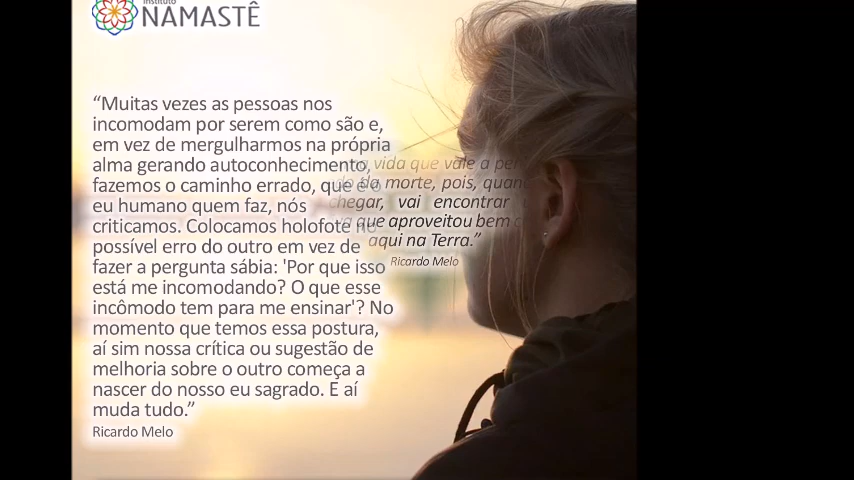 Instituto
NAMASTÊ
“Muitas vezes as pessoas nos
incomodam por serem como são e,
em vez de mergulharmos na própria
alma gerando autoconhecimento,
fazemos o caminho errado, que é o
eu humano quem faz, nós
criticamos. Colocamos holofote no
possível erro do outro em vez de
fazer a pergunta sábia: 'Por que isso
está me incomodando? O que esse
incômodo tem para me ensinar'? No
momento que temos essa postura,
aí sim nossa crítica ou sugestão de
melhoria sobre o outro começa a
nascer do nosso eu sagrado. E aí
muda tudo.”
Ricardo Melo
vida que vale a
da morte, pois,
chegar, vai encontrar
que aproveitou bem
aqui na Terra.”
Ricardo Melo